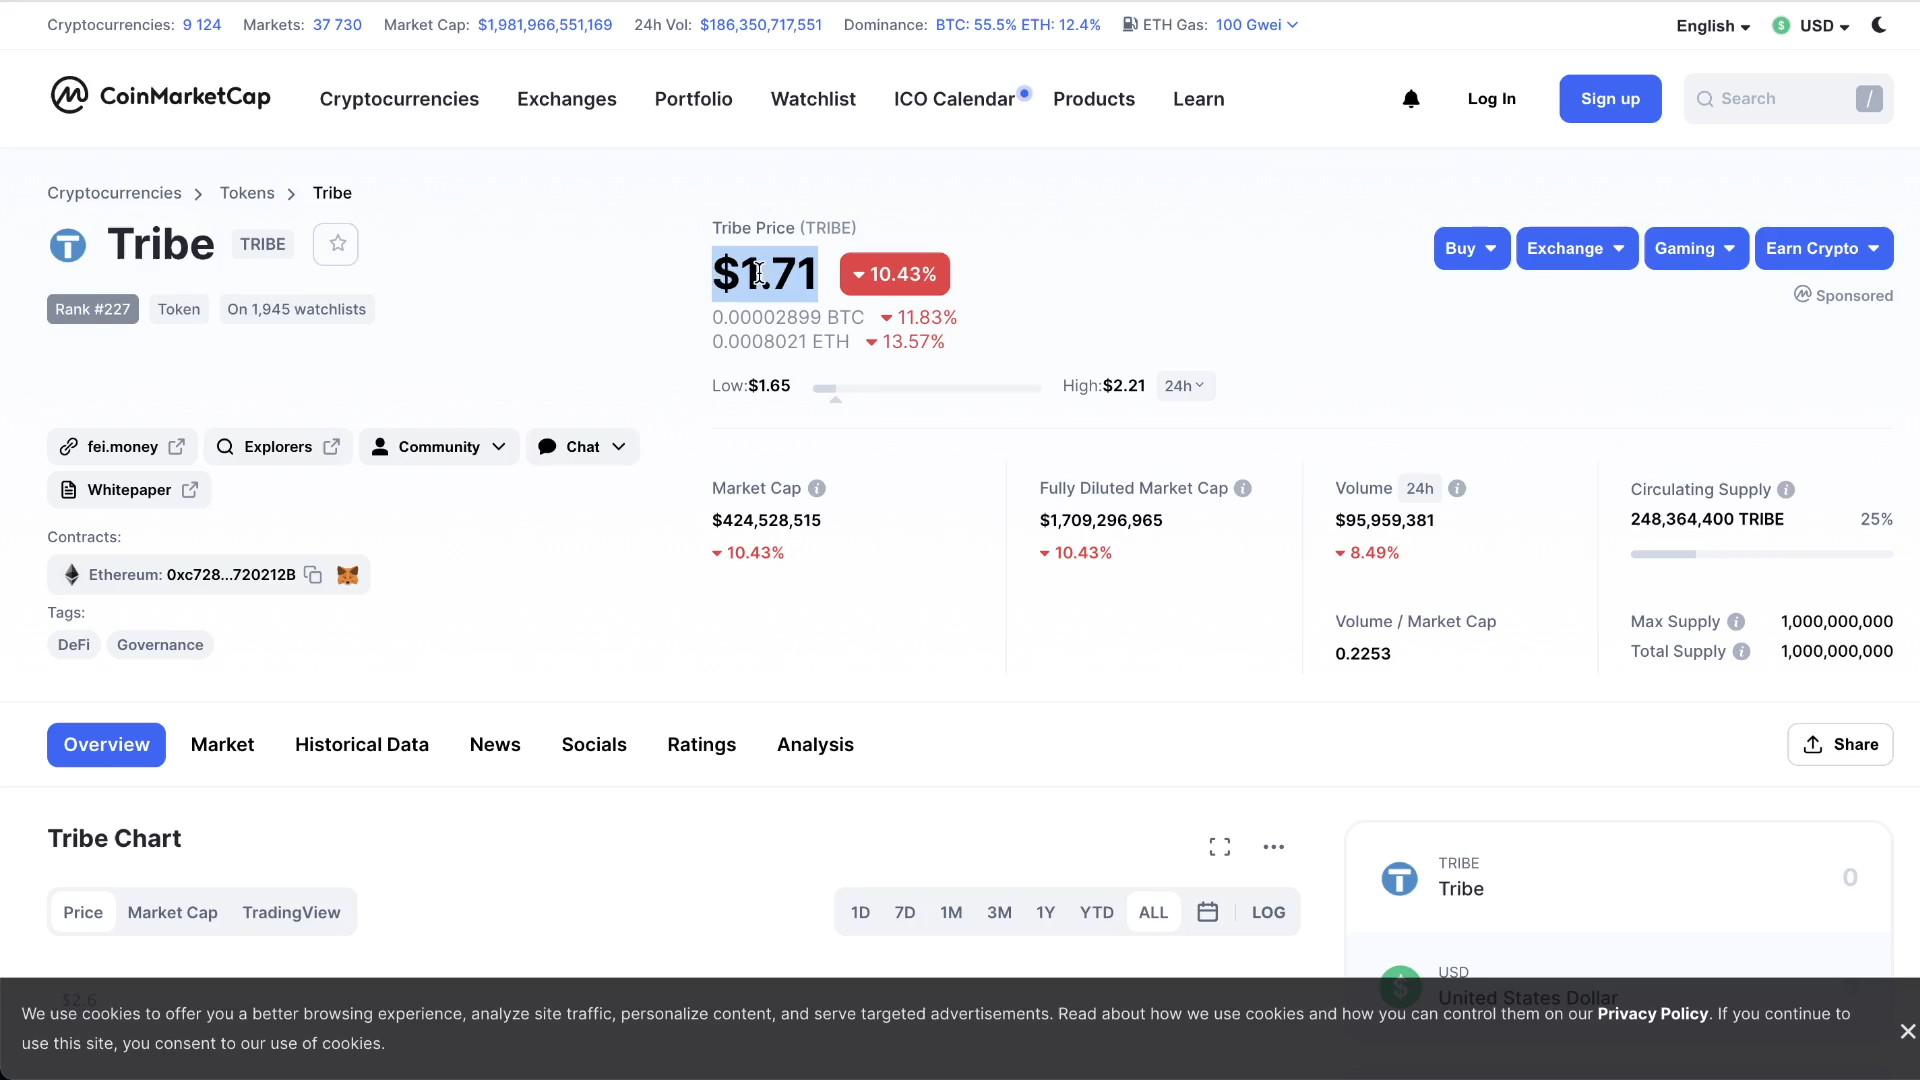 Cryptocurrencies: 9 124 Markets: 37 730 Market Cap: $1,981,966,551,169 24h Vol: $186,350,717,551 Dominance: BTC: 55.5% ETH: 12.4% ETH Gas: 100 Gwei English USD
CoinMarketCap Cryptocurrencies Exchanges Portfolio Watchlist ICO Calendar Products Learn Log In Sign up Search /
Cryptocurrencies > Tokens > Tribe
Tribe TRIBE
Rank #227 Token On 1,945 watchlists
Tribe Price (TRIBE)
$1.71 10.43%
0.00002899 BTC 11.83%
0.0008021 ETH 13.57%
Low:$1.65 High:$2.21 24h
Buy Exchange Gaming Earn Crypto
Sponsored
fei.money Explorers Community Chat
Whitepaper
Contracts:
Ethereum: 0xc728...720212B
Tags:
DeFi Governance
Market Cap
$424,528,515
10.43%
Fully Diluted Market Cap
$1,709,296,965
10.43%
Volume 24h
$95,959,381
8.49%
Volume / Market Cap
0.2253
Circulating Supply
248,364,400 TRIBE 25%
Max Supply 1,000,000,000
Total Supply 1,000,000,000
Overview Market Historical Data News Socials Ratings Analysis Share
Tribe Chart
Price Market Cap TradingView 1D 7D 1M 3M 1Y YTD ALL LOG
TRIBE
Tribe 0
USD
United States Dollar
$2.6
We use cookies to offer you a better browsing experience, analyze site traffic, personalize content, and serve targeted advertisements. Read about how we use cookies and how you can control them on our Privacy Policy. If you continue to
use this site, you consent to our use of cookies.